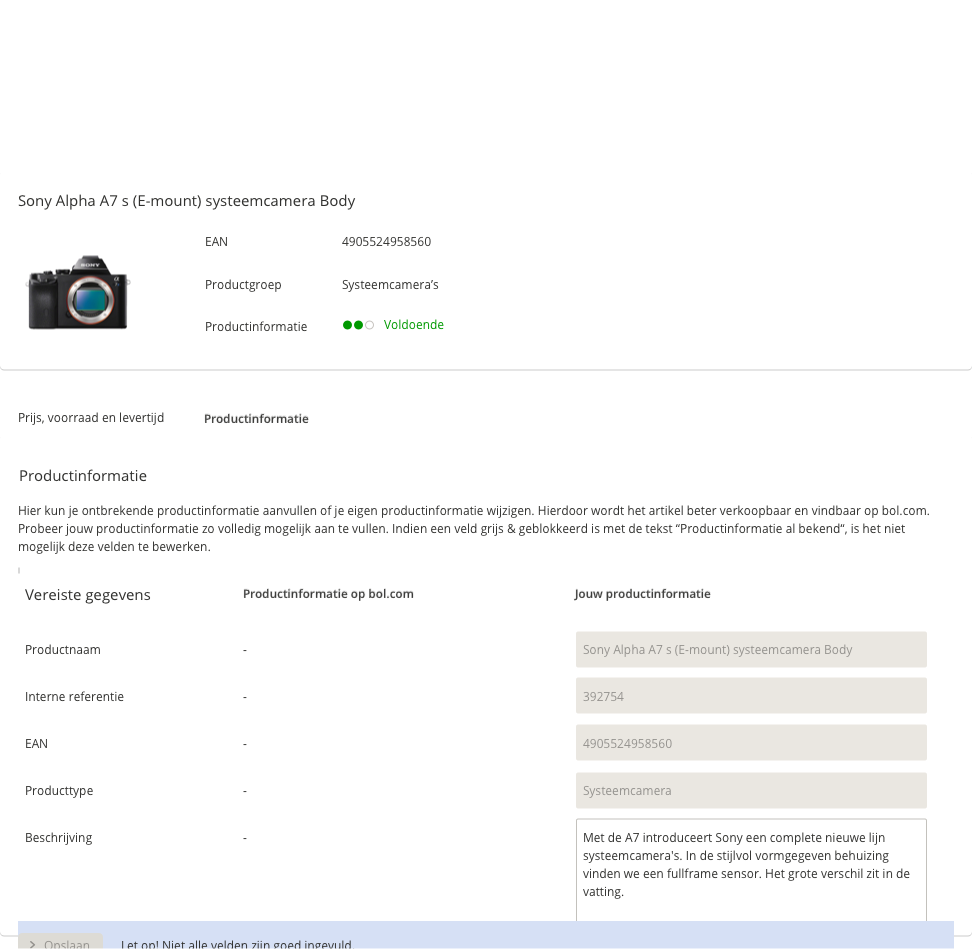 Sony Alpha A7 s (E-mount) systeemcamera Body
SONY
EAN 4905524958560
Productgroep Systeemcamera’s
Productinformatie Voldoende
Prijs, voorraad en levertijd Productinformatie
Productinformatie
Hier kun je ontbrekende productinformatie aanvullen of je eigen productinformatie wijzigen. Hierdoor wordt het artikel beter verkoopbaar en vindbaar op bol.com.
Probeer jouw productinformatie zo volledig mogelijk aan te vullen. Indien een veld grijs & geblokkeerd is met de tekst “Productinformatie al bekend“, is het niet
mogelijk deze velden te bewerken.
Vereiste gegevens Productinformatie op bol.com Jouw productinformatie
Productnaam - Sony Alpha A7 s (E-mount) systeemcamera Body
Interne referentie - 392754
EAN - 4905524958560
Producttype - Systeemcamera
Beschrijving - Met de A7 introduceert Sony een complete nieuwe lijn
systeemcamera's. In de stijlvol vormgegeven behuizing
vinden we een fullframe sensor. Het grote verschil zit in de
vatting.
Opslaan Let op! Niet alle velden zijn goed ingevuld